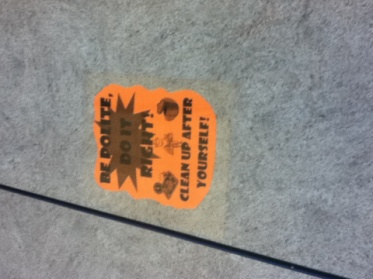 BE POLITE,
DO IT
RIGHT!
CLEAN UP AFTER
YOURSELF!